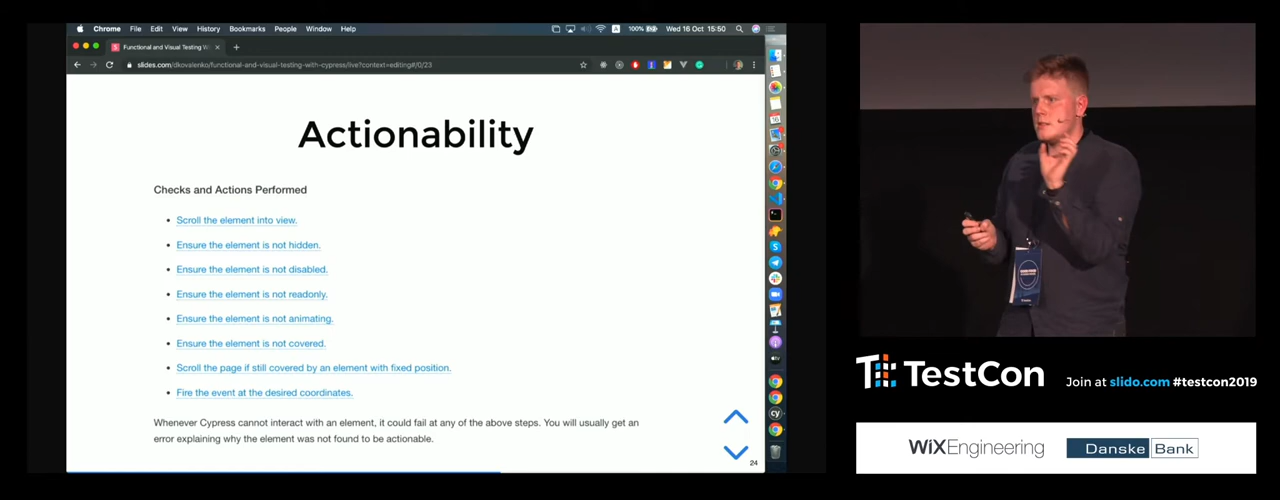 Chrome File Edit View History Bookmarks People Window Help 100% Wed 16 Oct 15:50
Functional and Visual Testing W
slides.com/dkovalenko/functional-and-visual-testing-with-cypress/live?context=editing#/0/23
Actionability
Checks and Actions Performed
Scroll the element into view.
Ensure the element is not hidden.
Ensure the element is not disabled.
Ensure the element is not readonly.
Ensure the element is not animating.
Ensure the element is not covered.
Scroll the page if still covered by an element with fixed position.
Fire the event at the desired coordinates.
Whenever Cypress cannot interact with an element, it could fail at any of the above steps. You will usually get an
error explaining why the element was not found to be actionable.
24
TestCon
Join at slido.com #testcon2019
WiX Engineering
Danske Bank